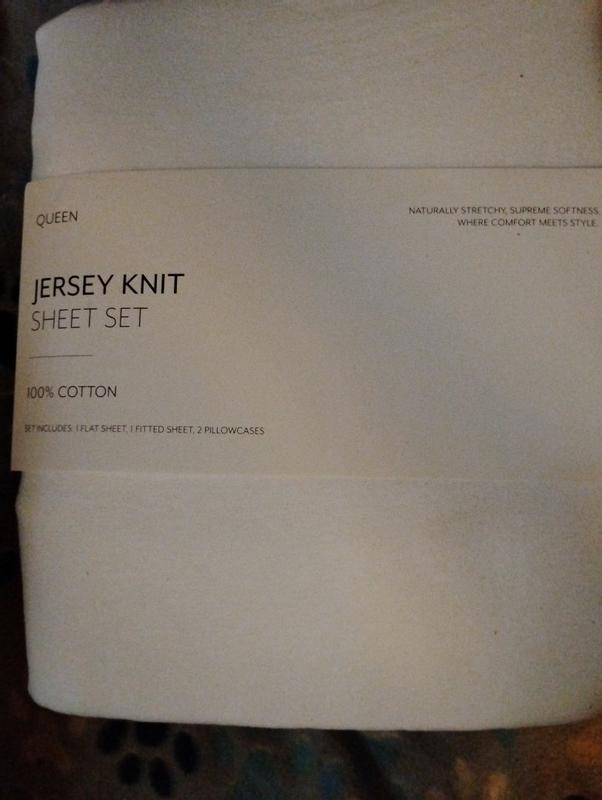 QUEEN
NATURALLY STRETCHY, SUPREME SOFTNESS
WHERE COMFORT MEETS STYLE.
JERSEY KNIT
SHEET SET
100% COTTON
SET INCLUDES: 1 FLAT SHEET, 1 FITTED SHEET, 2 PILLOWCASES